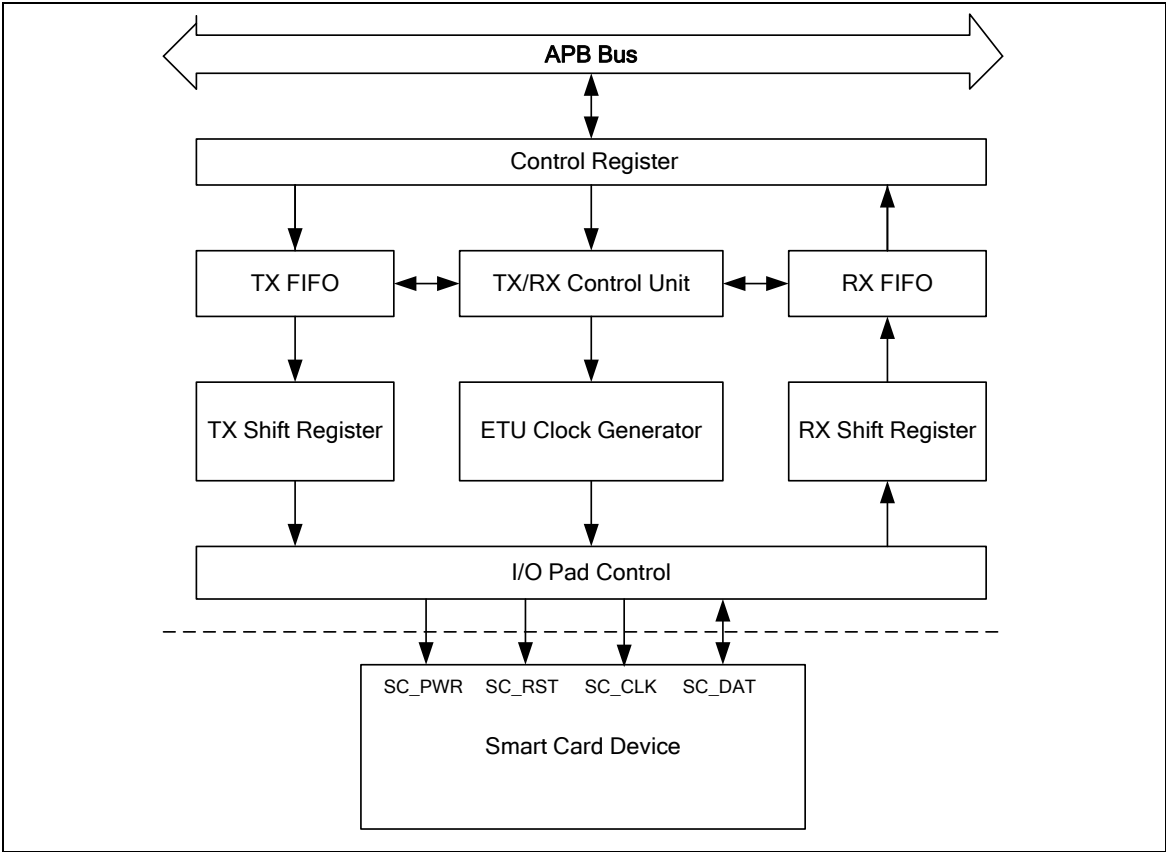 APB Bus
Control Register
TX FIFO
TX/RX Control Unit
RX FIFO
TX Shift Register
ETU Clock Generator
RX Shift Register
I/O Pad Control
SC_PWR
SC_RST
SC_CLK
SC_DAT
Smart Card Device